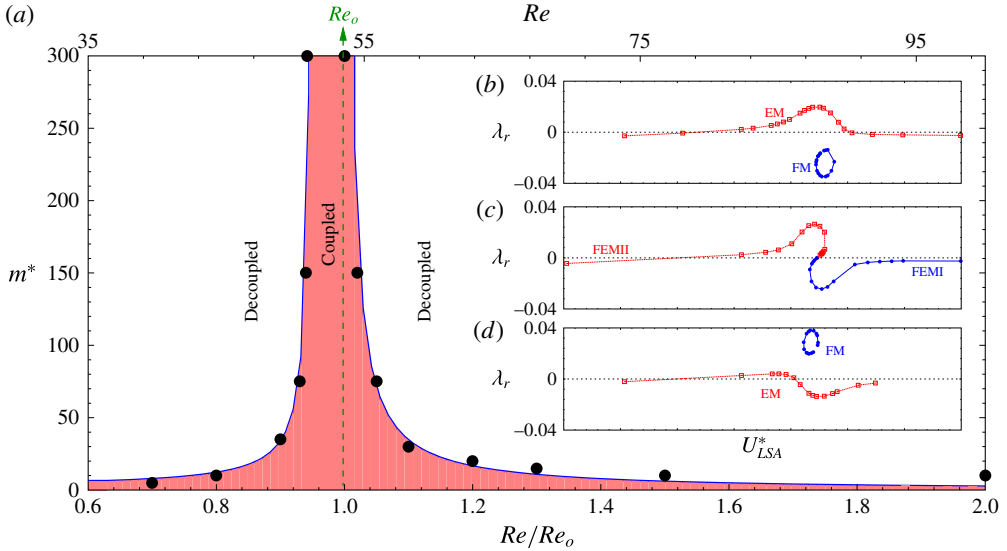 (a)
Re_o
Re
35
55
75
95
300
250
200
150
100
50
0
m*
Decoupled
Coupled
Decoupled
0.6
0.8
1.0
1.2
1.4
1.6
1.8
2.0
Re/Re_o
(b)
0.04
λ_r
0
−0.04
EM
FM
(c)
0.04
λ_r
0
−0.04
FEMII
FEMI
(d)
0.04
λ_r
0
−0.04
FM
EM
U*_LSA